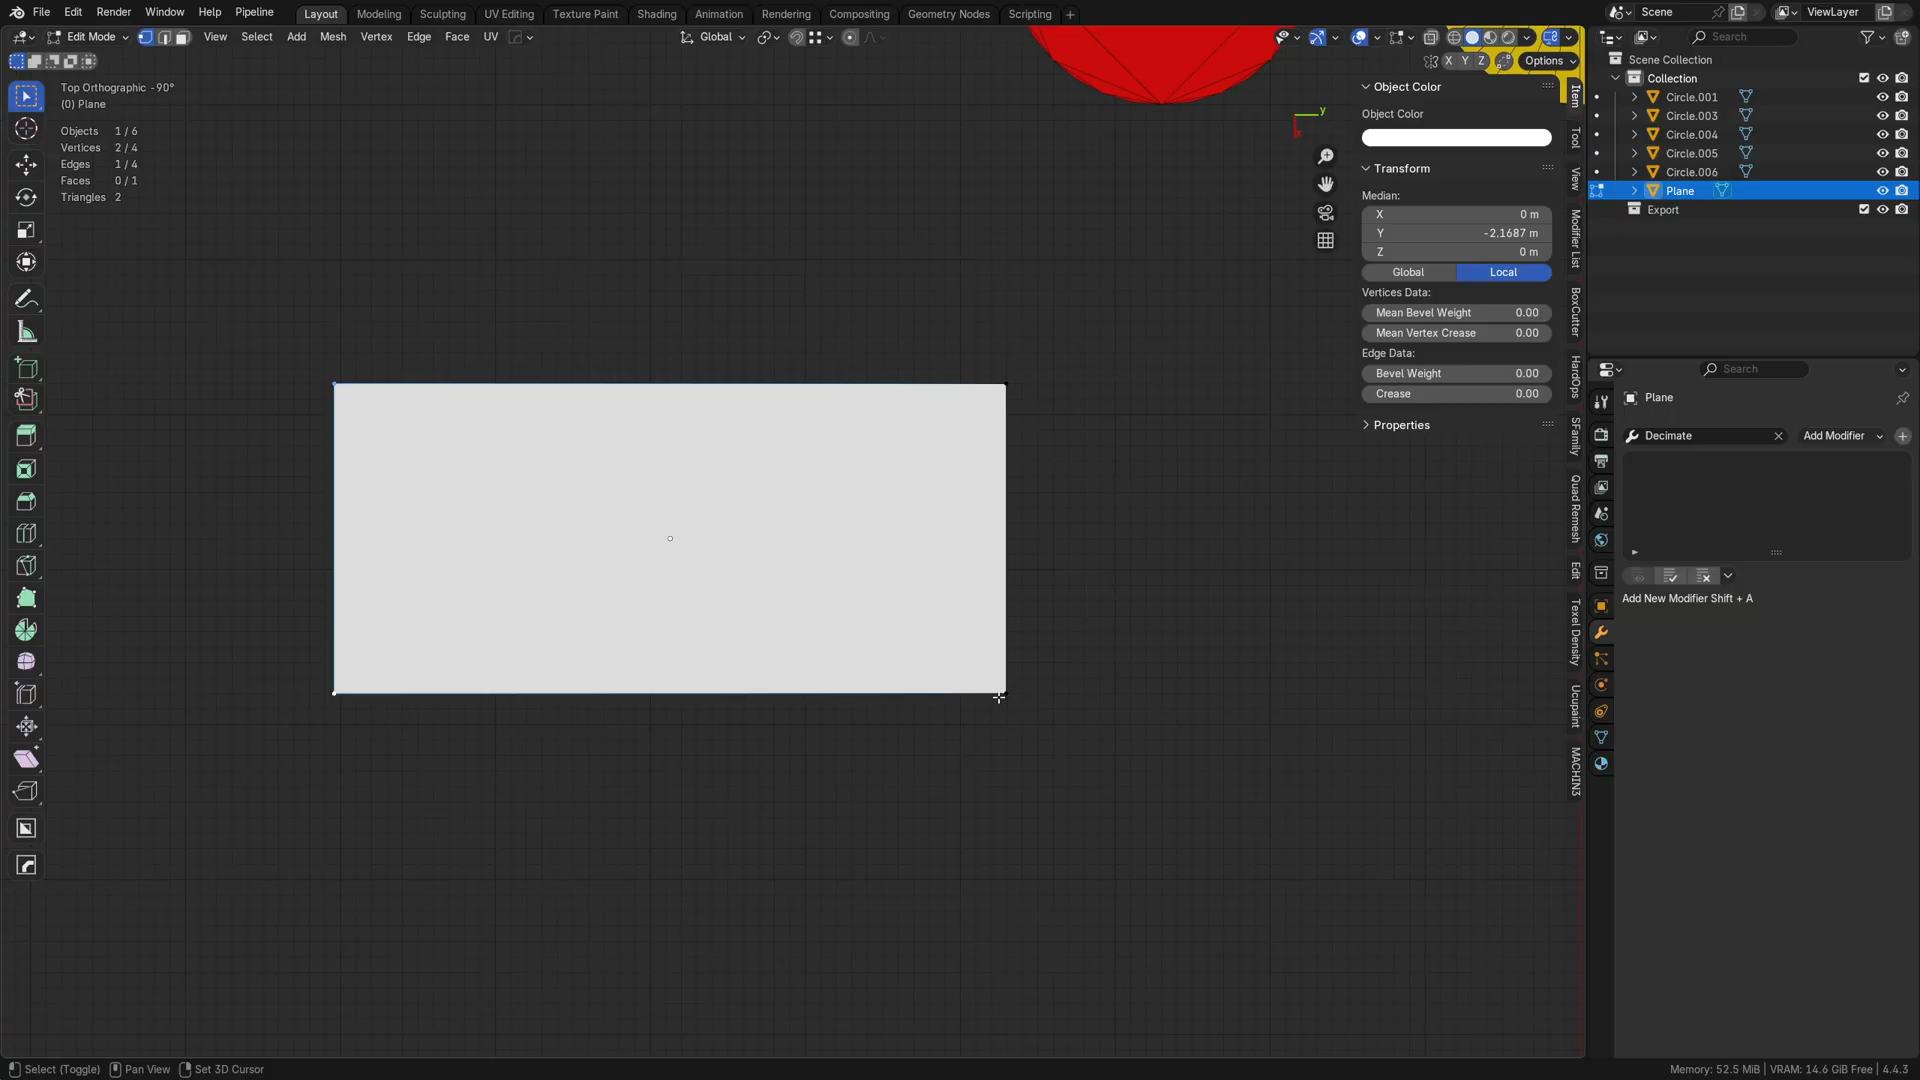 File Edit Render Window Help Pipeline Layout Modeling Sculpting UV Editing Texture Paint Shading Animation Rendering Compositing Geometry Nodes Scripting + Scene ViewLayer
Edit Mode View Select Add Mesh Vertex Edge Face UV Global Search
X Y Z Options
Top Orthographic -90°
(0) Plane
Objects 1 / 6
Vertices 2 / 4
Edges 1 / 4
Faces 0 / 1
Triangles 2
y
x
Object Color
Object Color
Transform
Median:
X 0 m
Y -2.1687 m
Z 0 m
Global Local
Vertices Data:
Mean Bevel Weight 0.00
Mean Vertex Crease 0.00
Edge Data:
Bevel Weight 0.00
Crease 0.00
Properties
Item
Tool
View
Modifier List
BoxCutter
HardOps
SFamily
Quad Remesh
Edit
Texel Density
Ucupaint
MACHIN3
Scene Collection
Collection
Circle.001
Circle.003
Circle.004
Circle.005
Circle.006
Plane
Export
Search
Plane
Decimate Add Modifier
Add New Modifier Shift + A
Select (Toggle) Pan View Set 3D Cursor Memory: 52.5 MiB | VRAM: 14.6 GiB Free | 4.4.3